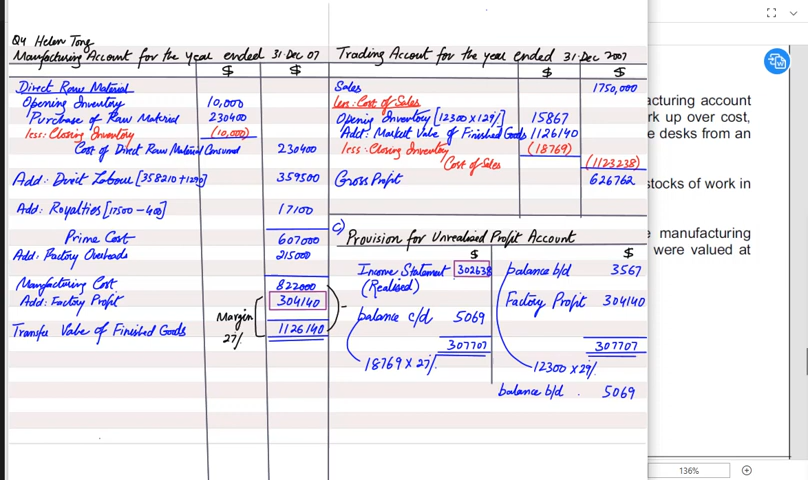 Q4 Helen Tong
Manufacturing Account for the year ended 31 Dec 07
$ $
Direct Raw Material
Opening Inventory 10,000
Purchase of Raw Material 230400
less: Closing Inventory (10,000)
Cost of Direct Raw Material Consumed 230400
Add: Direct Labour [358210+1290] 359500
Add: Royalties [17500-400] 17100
Prime Cost 607000
Add: Factory Overheads 215000
Manufacturing Cost 822000
Add: Factory Profit 304140
Transfer Value of Finished Goods 1126140
Margin
27%
Trading Account for the year ended 31 Dec 2007
$ $
Sales 1750,000
less: Cost of Sales
Opening Inventory [12300 x 129%] 15867
Add: Market Value of Finished Goods 1126140
less: Closing Inventory (18769)
Cost of Sales (1123238)
Gross Profit 626762
c) Provision for Unrealised Profit Account
$ $
Income Statement 302638 balance b/d 3567
(Realised)
Factory Profit 304140
balance c/d 5069
307707 307707
18769 x 27% 12300 x 29%
balance b/d 5069
acturing account
rk up over cost,
e desks from an
stocks of work in
manufacturing
were valued at
136%